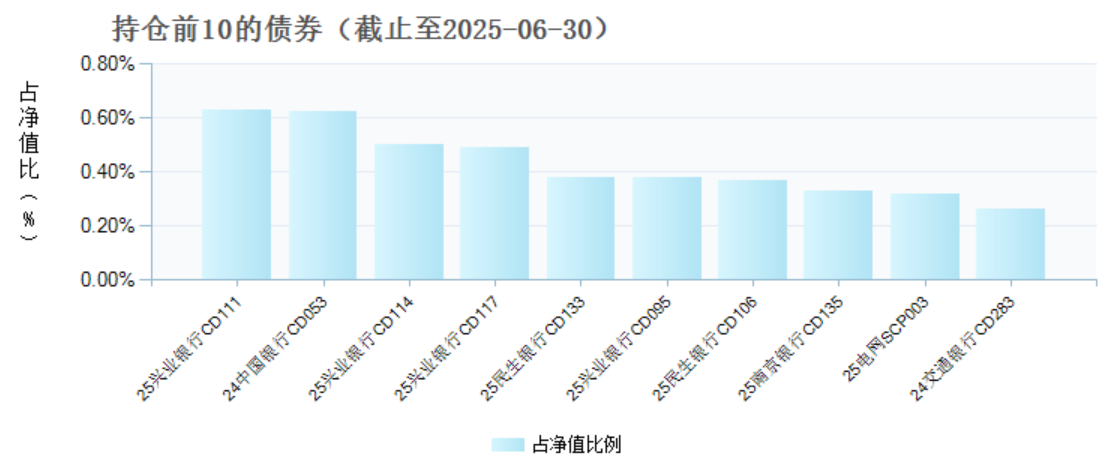 持仓前10的债券（截止至2025-06-30）
占净值比（%）
0.80%
0.60%
0.40%
0.20%
0.00%
25兴业银行CD111
24中国银行CD053
25兴业银行CD114
25兴业银行CD117
25民生银行CD133
25兴业银行CD095
25民生银行CD106
25南京银行CD135
25电网SCP003
24交通银行CD283
占净值比例